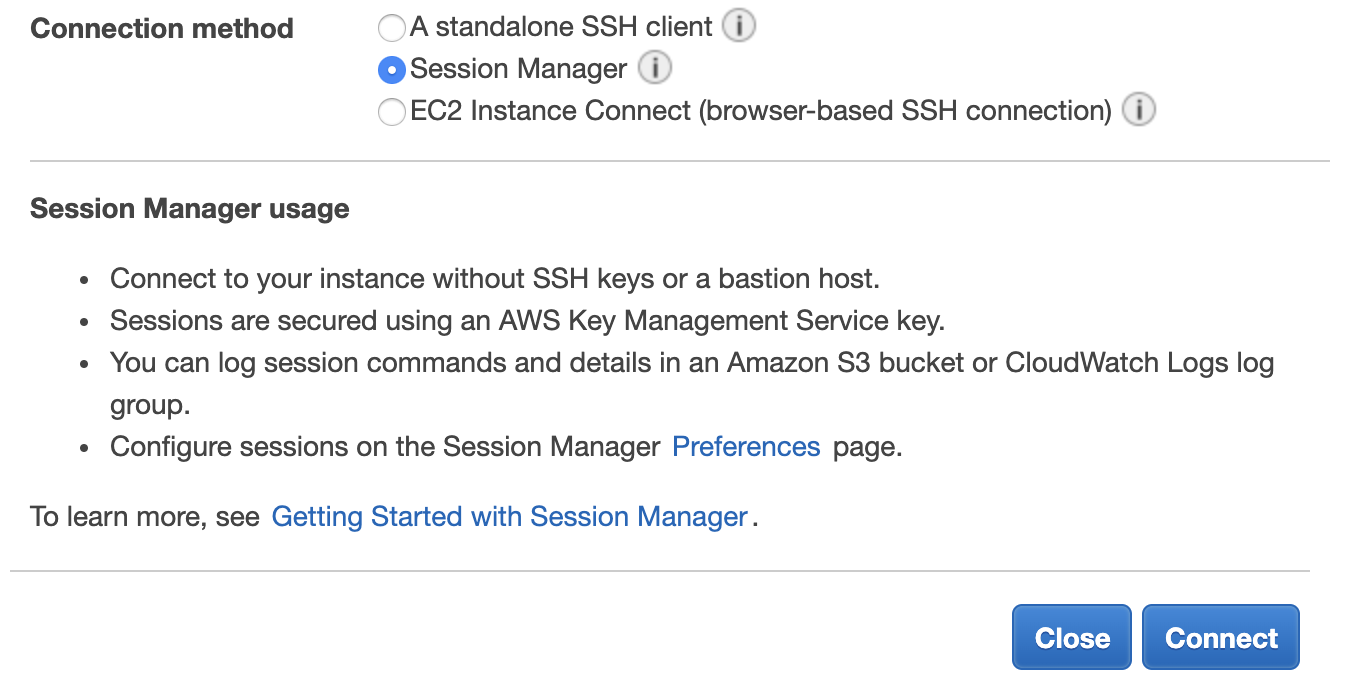 Connection method
A standalone SSH client
Session Manager
EC2 Instance Connect (browser-based SSH connection)
Session Manager usage
• Connect to your instance without SSH keys or a bastion host.
• Sessions are secured using an AWS Key Management Service key.
• You can log session commands and details in an Amazon S3 bucket or CloudWatch Logs log
group.
• Configure sessions on the Session Manager Preferences page.
To learn more, see Getting Started with Session Manager.
Close Connect